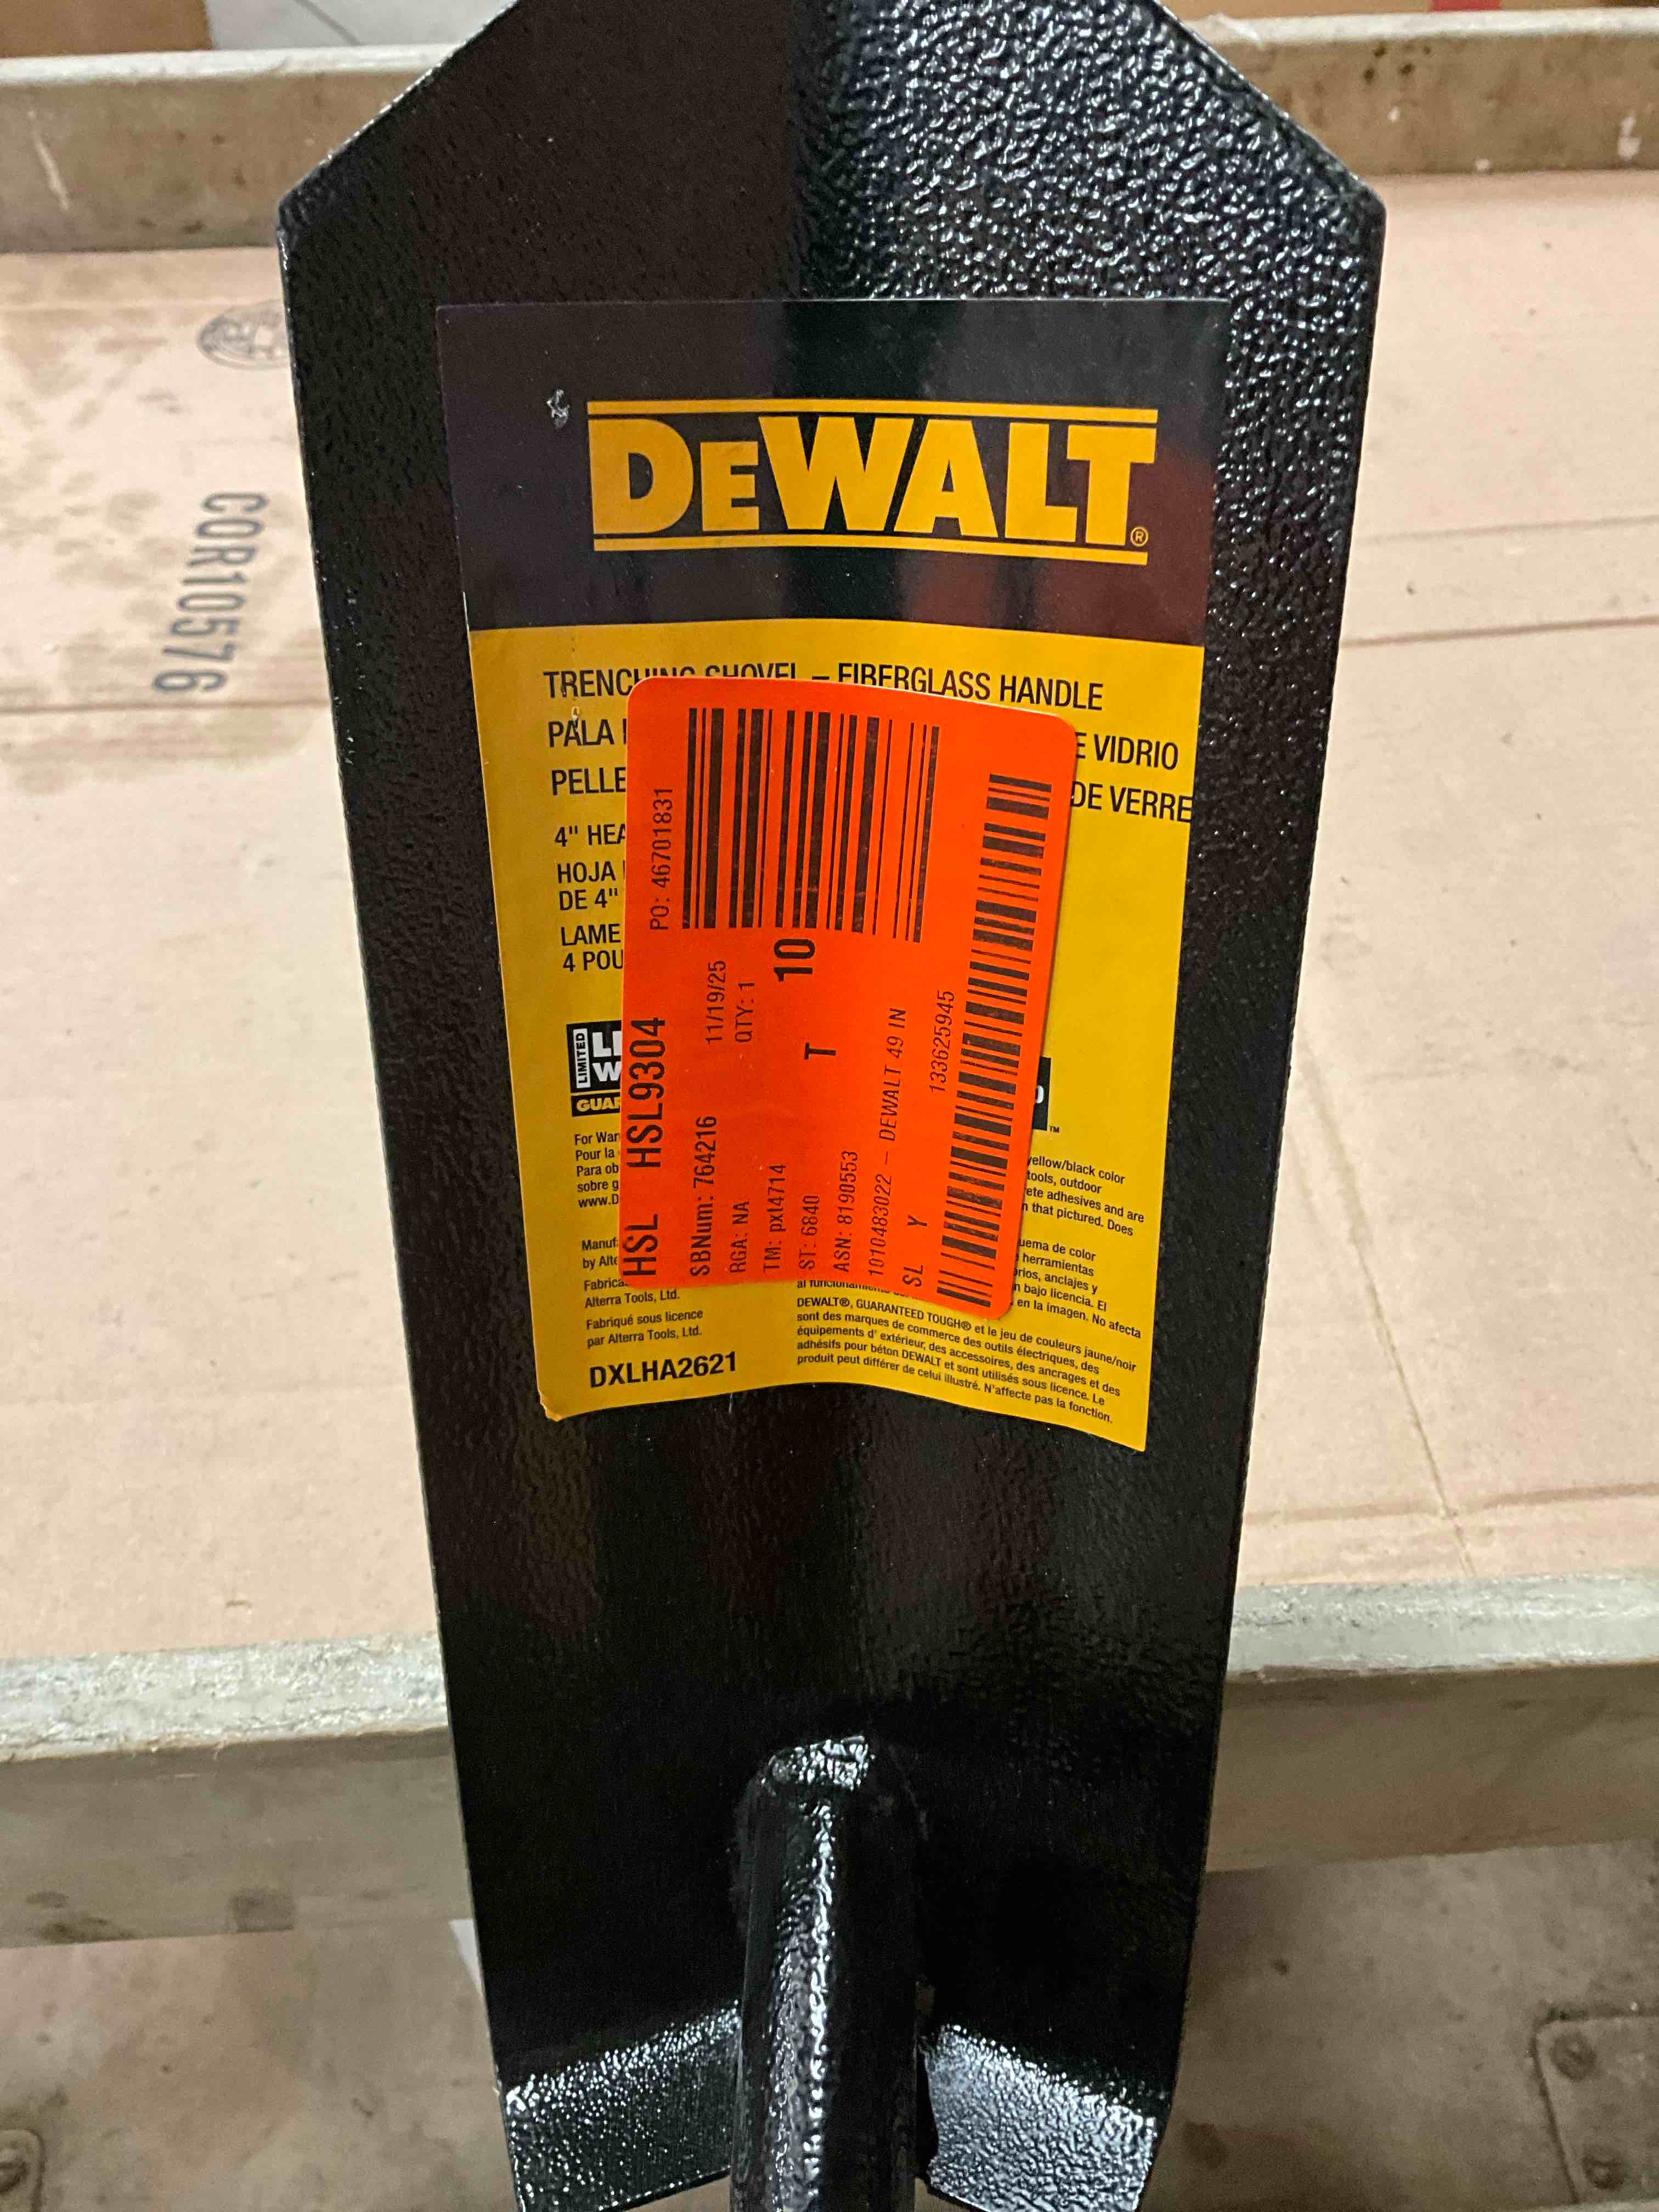 COR10576
DEWALT®
TRENCHING SHOVEL – FIBERGLASS HANDLE
PALA
E VIDRIO
PELLE
DE VERRE
4" HEA
HOJA
DE 4"
LAME
4 POU
LIMITED
GUAR
™
For War
Pour la
Para ob
sobre g
www.D
Manuf
by Alte
Fabrica
Alterra Tools, Ltd.
Fabriqué sous licence
par Alterra Tools, Ltd.
DXLHA2621
yellow/black color
tools, outdoor
ete adhesives and are
n that pictured. Does
uema de color
herramientas
rios, anclajes y
n bajo licencia. El
en la imagen. No afecta
al funcionamie
DEWALT®, GUARANTEED TOUGH® et le jeu de couleurs jaune/noir
sont des marques de commerce des outils électriques, des
équipements d' extérieur, des accessoires, des ancrages et des
adhésifs pour béton DEWALT et sont utilisés sous licence. Le
produit peut différer de celui illustré. N'affecte pas la fonction.
HSL HSL9304
PO: 46701831
SBNum: 764216 11/19/25
RGA: NA QTY: 1
TM: pxt4714
10
ST: 6840 T
ASN: 8190553
1010483022 – DEWALT 49 IN
SL Y
133625945